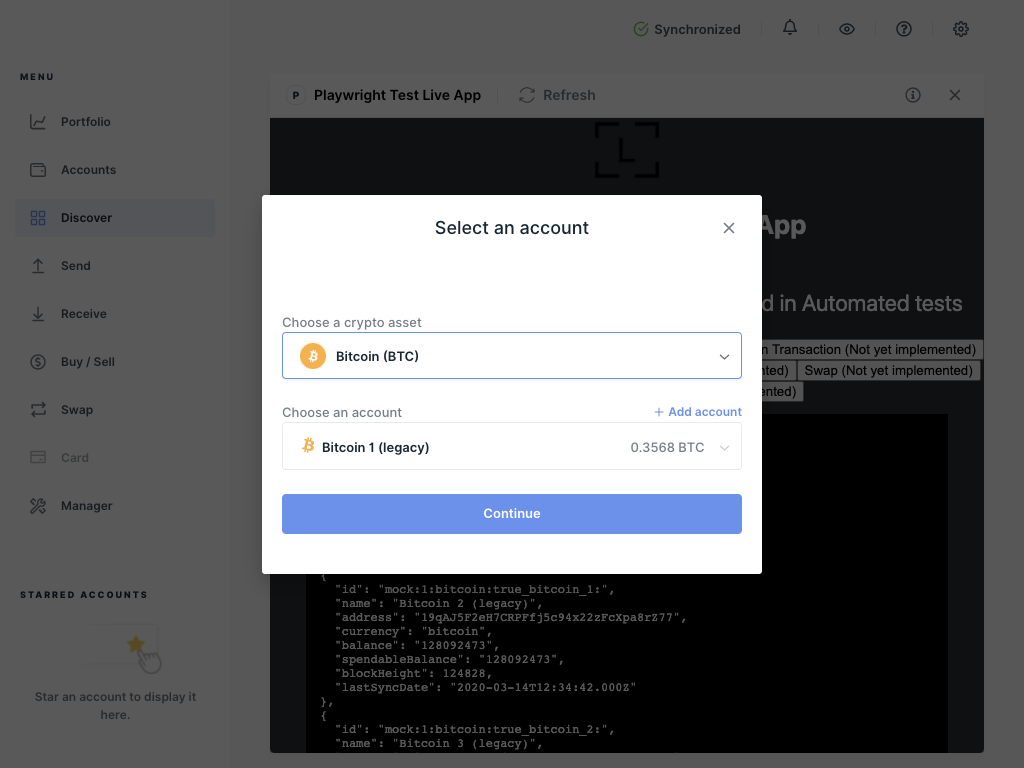 Synchronized
MENU
Portfolio
Accounts
Discover
Send
Receive
Buy / Sell
Swap
Card
Manager
STARRED ACCOUNTS
Star an account to display it
here.
P Playwright Test Live App Refresh
App
d in Automated tests
n Transaction (Not yet implemented)
nted) Swap (Not yet implemented)
ented)
Select an account
Choose a crypto asset
Bitcoin (BTC)
Choose an account + Add account
Bitcoin 1 (legacy) 0.3568 BTC
Continue
{
"id": "mock:1:bitcoin:true_bitcoin_1:",
"name": "Bitcoin 2 (legacy)",
"address": "19qAJ5F2eH7CRPFfj5c94x22zFcXpa8rZ77",
"currency": "bitcoin",
"balance": "128092473",
"spendableBalance": "128092473",
"blockHeight": 124828,
"lastSyncDate": "2020-03-14T12:34:42.000Z"
},
{
"id": "mock:1:bitcoin:true_bitcoin_2:",
"name": "Bitcoin 3 (legacy)",